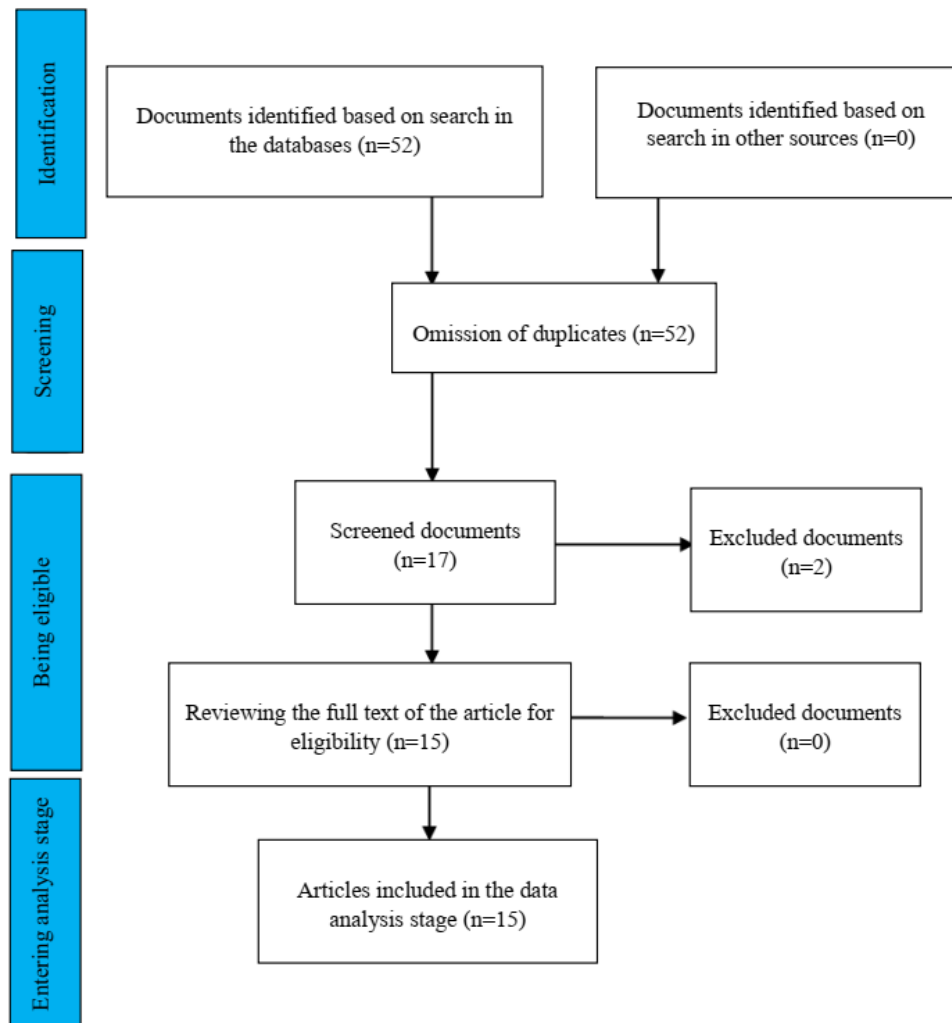 Identification
Documents identified based on search in
the databases (n=52)
Documents identified based on
search in other sources (n=0)
Screening
Omission of duplicates (n=52)
Being eligible
Screened documents
(n=17)
Excluded documents
(n=2)
Reviewing the full text of the article for
eligibility (n=15)
Excluded documents
(n=0)
Entering analysis stage
Articles included in the data
analysis stage (n=15)